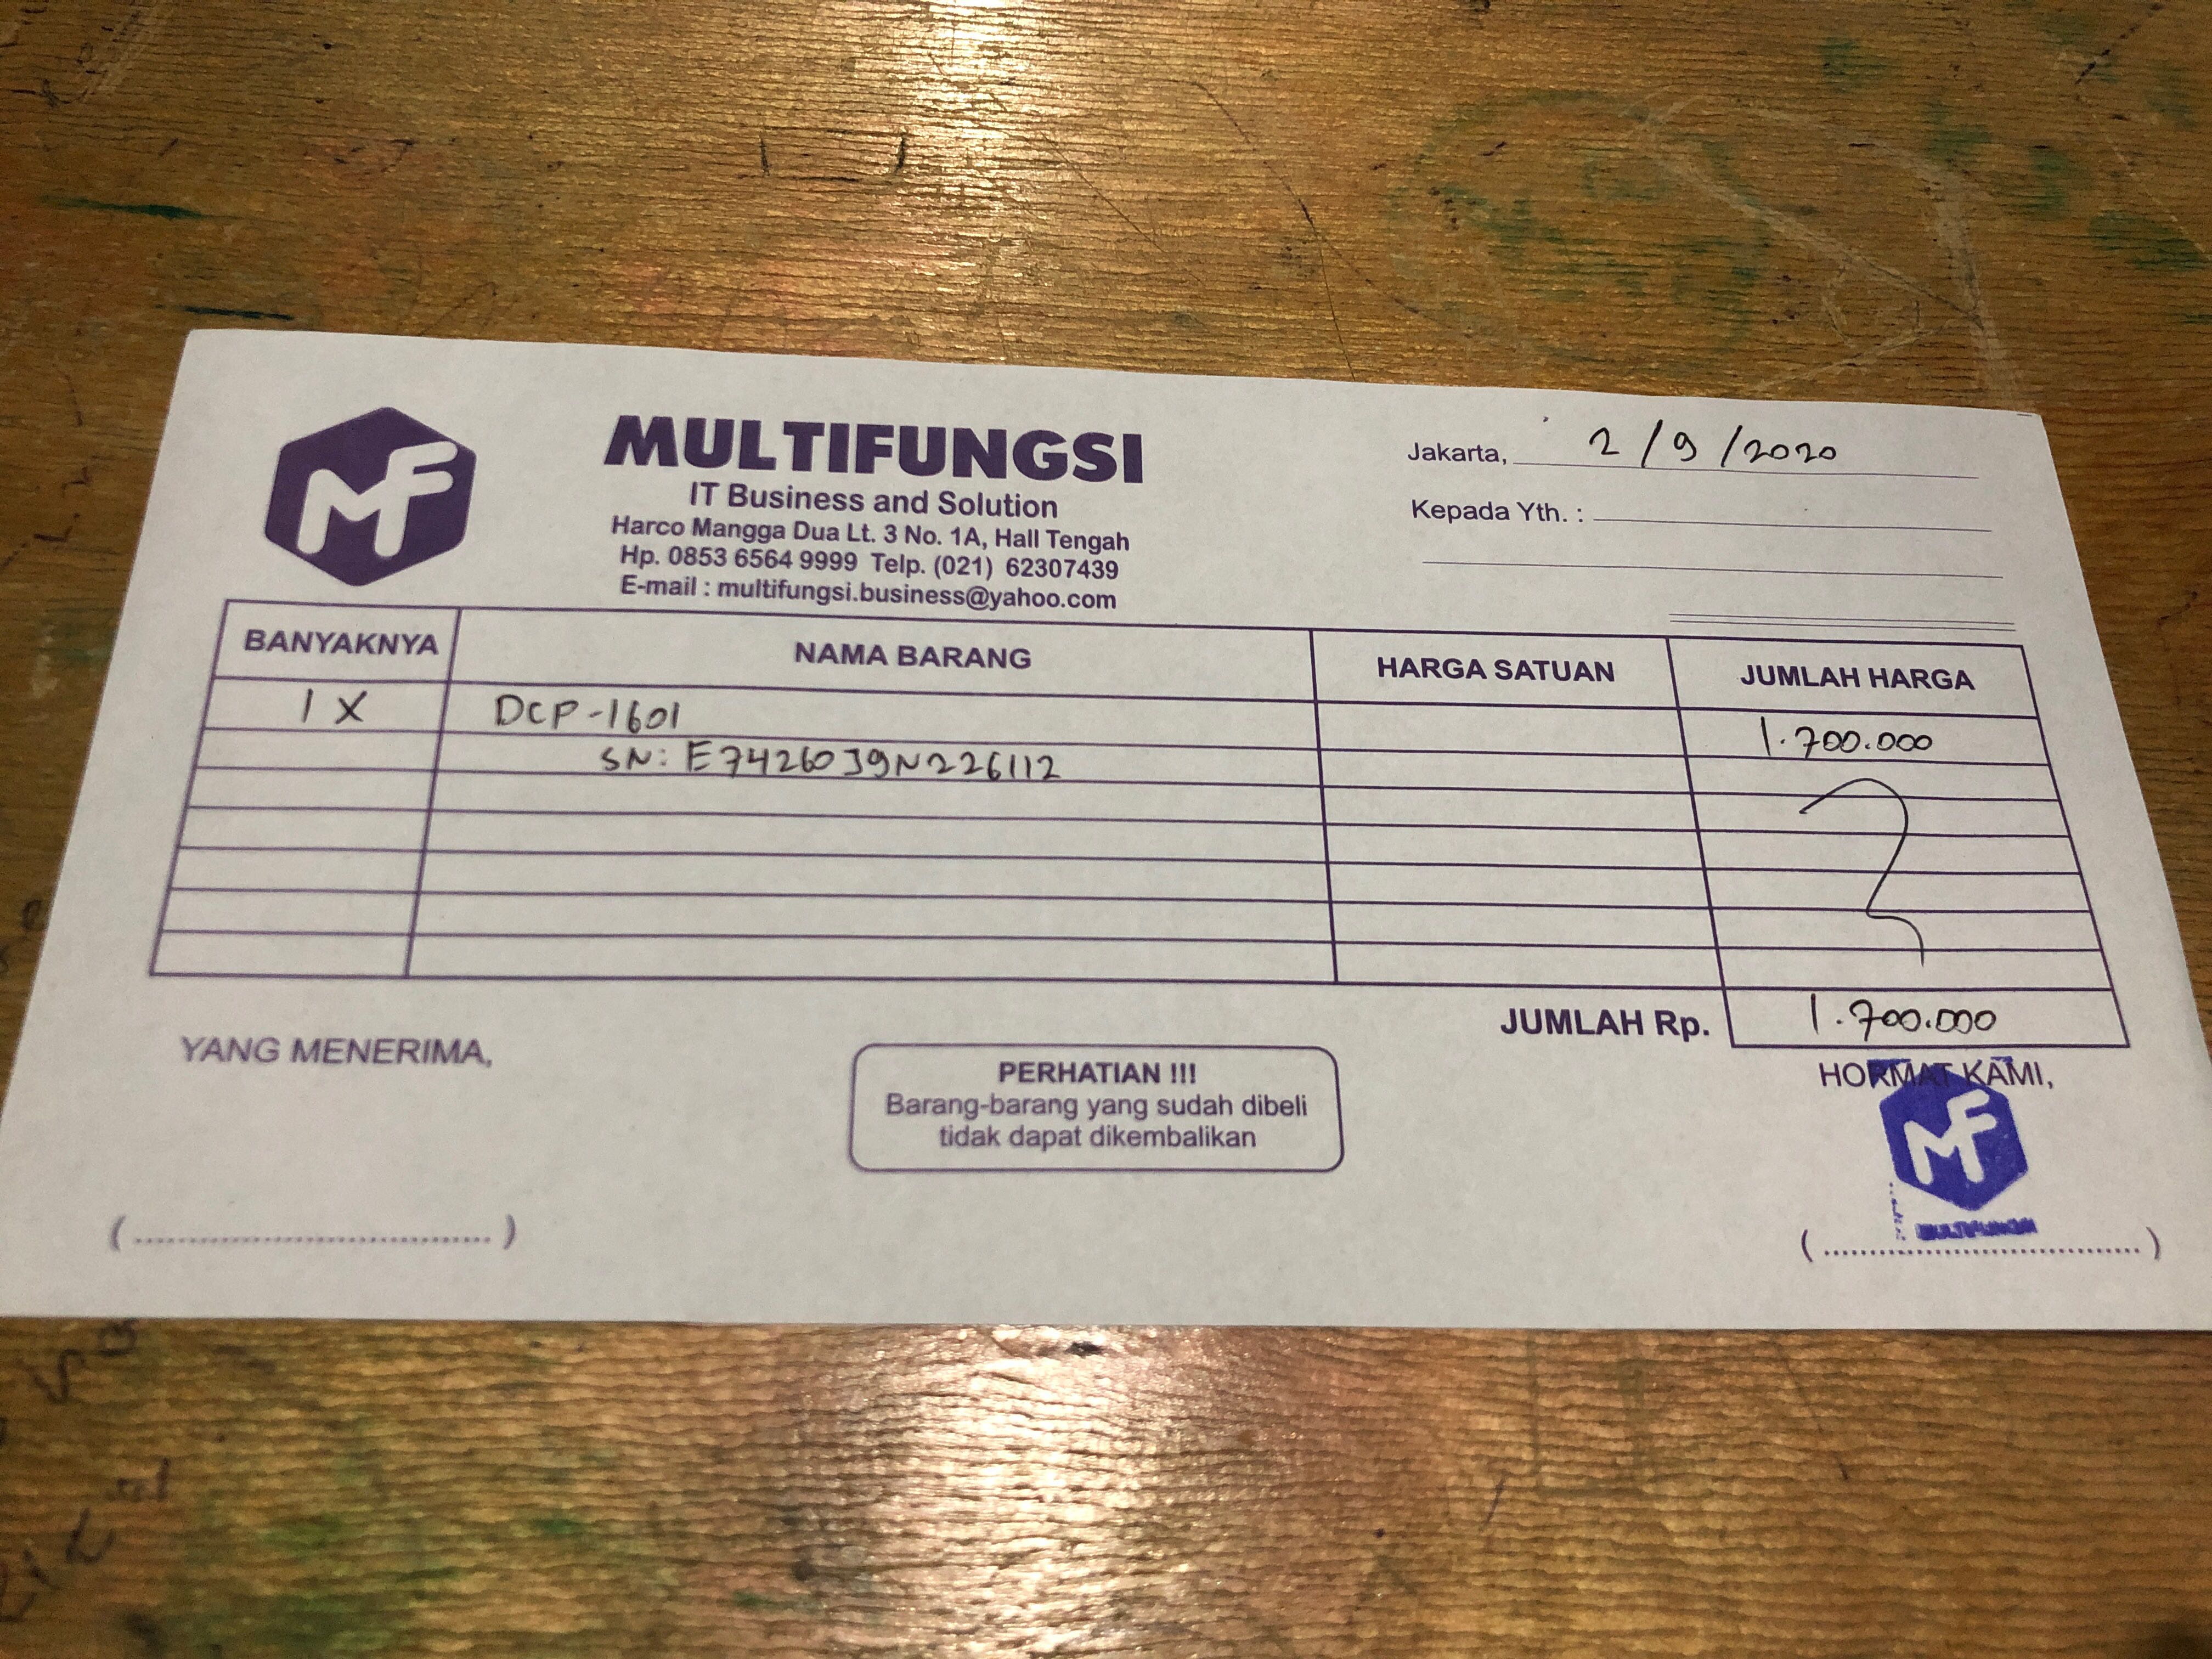 MF
MULTIFUNGSI
IT Business and Solution
Harco Mangga Dua Lt. 3 No. 1A, Hall Tengah
Hp. 0853 6564 9999 Telp. (021) 62307439
E-mail : multifungsi.business@yahoo.com
Jakarta, 2/9/2020
Kepada Yth. :
BANYAKNYA NAMA BARANG HARGA SATUAN JUMLAH HARGA
1 X DCP-1601 1.700.000
SN: E74260J9N226112
JUMLAH Rp. 1.700.000
YANG MENERIMA,
PERHATIAN !!!
Barang-barang yang sudah dibeli
tidak dapat dikembalikan
HORMAT KAMI,
MF
MULTIFUNGSI
(....................................)
(....................................)